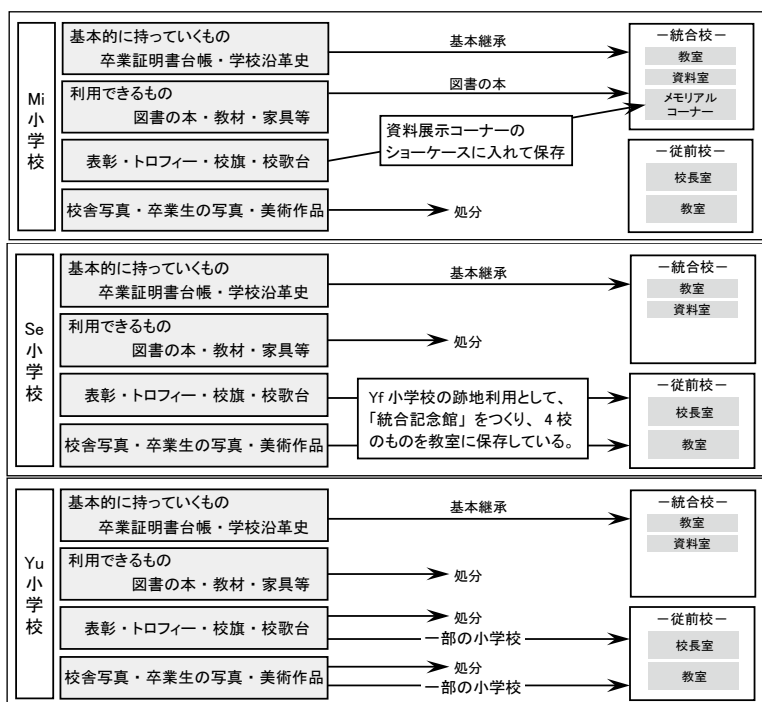 Mi小学校
基本的に持っていくもの
卒業証明書台帳・学校沿革史
利用できるもの
図書の本・教材・家具等
表彰・トロフィー・校旗・校歌台
校舎写真・卒業生の写真・美術作品
基本継承
図書の本
資料展示コーナーの
ショーケースに入れて保存
処分
－統合校－
教室
資料室
メモリアル
コーナー
－従前校－
校長室
教室
Se小学校
基本的に持っていくもの
卒業証明書台帳・学校沿革史
利用できるもの
図書の本・教材・家具等
表彰・トロフィー・校旗・校歌台
校舎写真・卒業生の写真・美術作品
基本継承
処分
Yf小学校の跡地利用として、
「統合記念館」をつくり、4校
のものを教室に保存している。
－統合校－
教室
資料室
－従前校－
校長室
教室
Yu小学校
基本的に持っていくもの
卒業証明書台帳・学校沿革史
利用できるもの
図書の本・教材・家具等
表彰・トロフィー・校旗・校歌台
校舎写真・卒業生の写真・美術作品
基本継承
処分
処分
一部の小学校
処分
一部の小学校
－統合校－
教室
資料室
－従前校－
校長室
教室